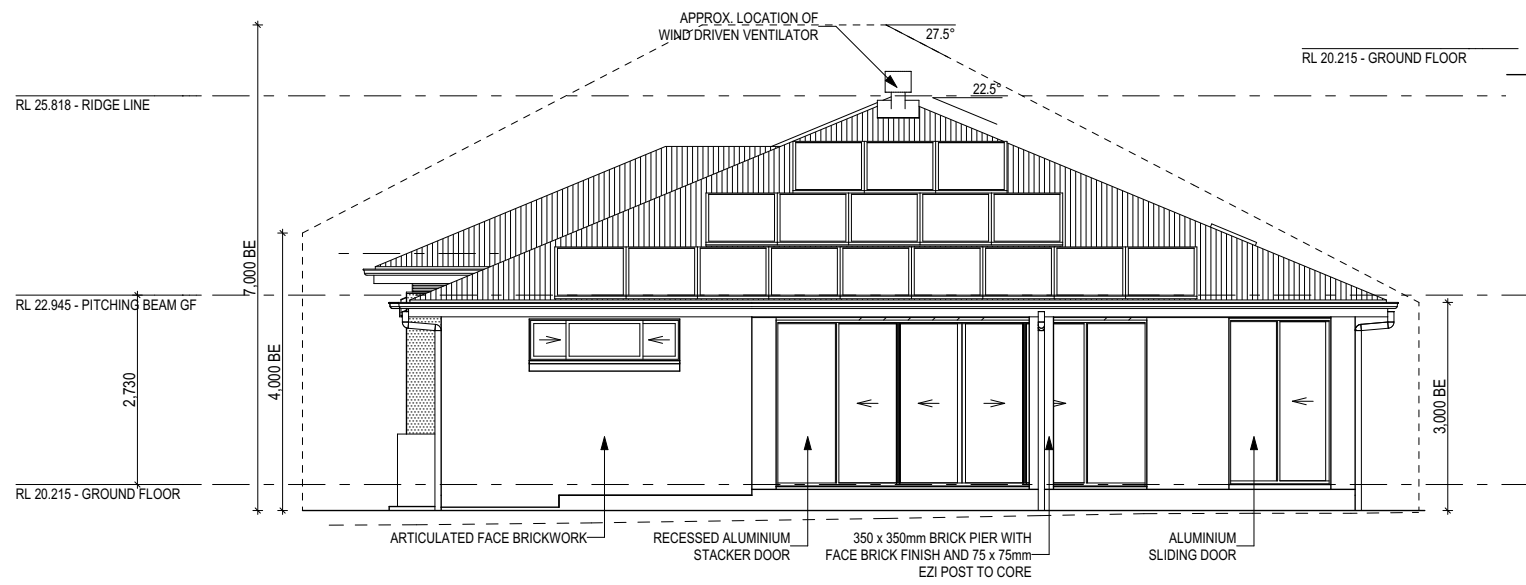 APPROX. LOCATION OF
WIND DRIVEN VENTILATOR
27.5°
RL 20.215 - GROUND FLOOR
22.5°
RL 25.818 - RIDGE LINE
7,000 BE
RL 22.945 - PITCHING BEAM GF
4,000 BE
2,730
3,000 BE
RL 20.215 - GROUND FLOOR
ARTICULATED FACE BRICKWORK
RECESSED ALUMINIUM
STACKER DOOR
350 x 350mm BRICK PIER WITH
FACE BRICK FINISH AND 75 x 75mm
EZI POST TO CORE
ALUMINIUM
SLIDING DOOR